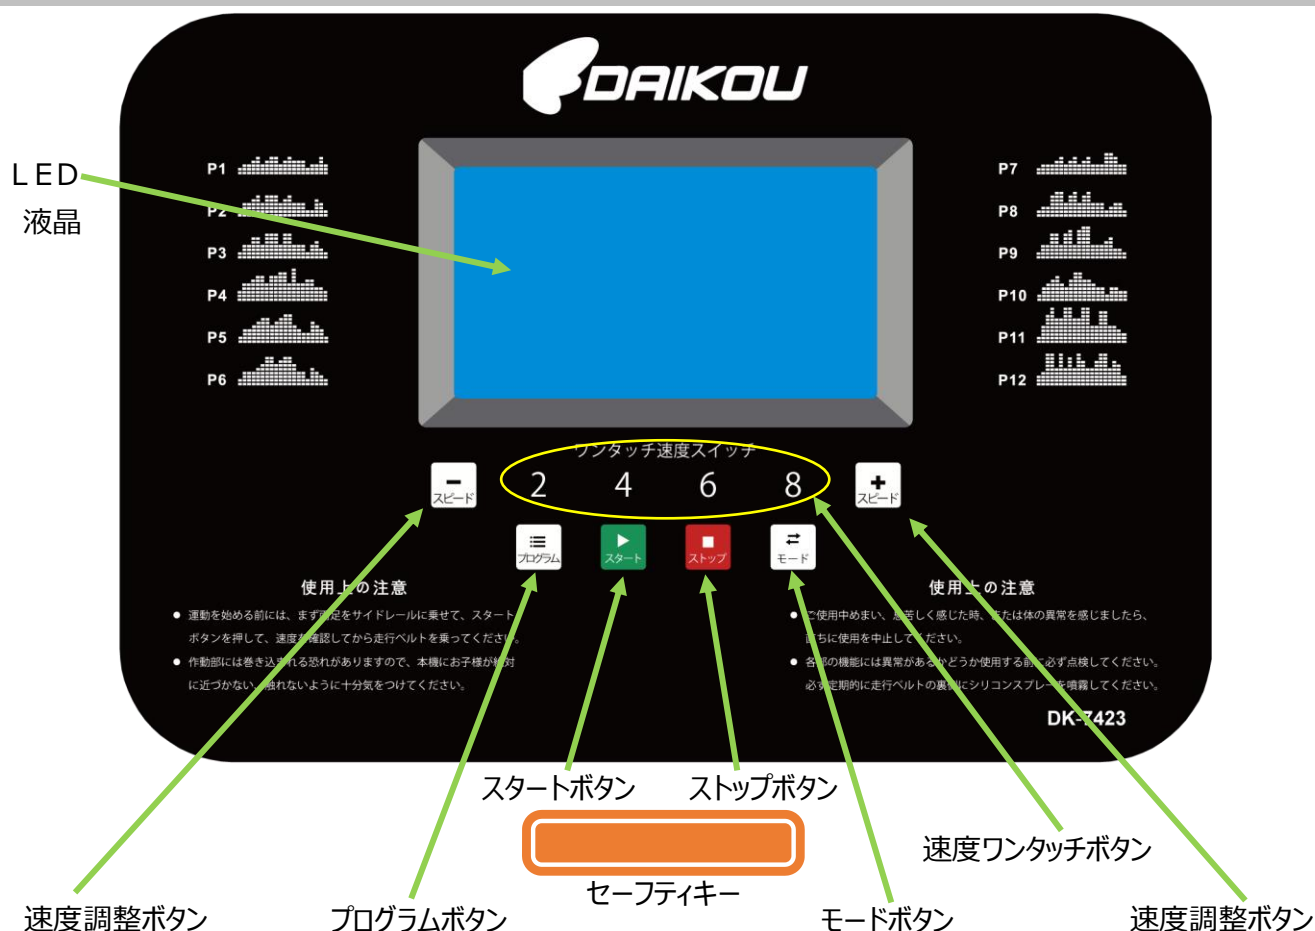 DAIKOU
LED
液晶
P1
P2
P3
P4
P5
P6
P7
P8
P9
P10
P11
P12
ワンタッチ速度スイッチ
2 4 6 8
スピード
スピード
プログラム
スタート
ストップ
モード
使用上の注意
● 運動を始める前には、まず両足をサイドレールに乗せて、スタート
ボタンを押して、速度を確認してから走行ベルトを乗ってください。
● 作動部には巻き込まれる恐れがありますので、本機にお子様が絶対
に近づかない、触れないように十分気をつけてください。
使用上の注意
● ご使用中めまい、息苦しく感じた時、または体の異常を感じましたら、
直ちに使用を中止してください。
● 各部の機能には異常があるかどうか使用する前に必ず点検してください。
必ず定期的に走行ベルトの裏側にシリコンスプレーを噴霧してください。
DK-7423
スタートボタン
ストップボタン
速度ワンタッチボタン
セーフティキー
速度調整ボタン
プログラムボタン
モードボタン
速度調整ボタン